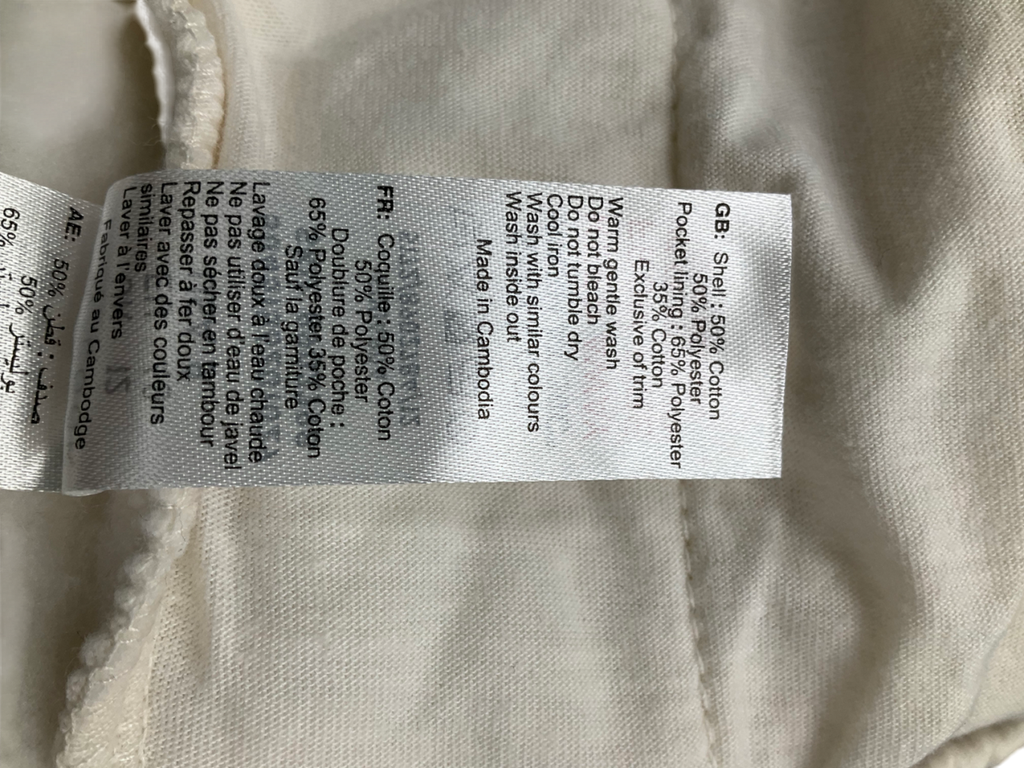 GB: Shell : 50% Cotton
50% Polyester
Pocket lining : 65% Polyester
35% Cotton
Exclusive of trim
Warm gentle wash
Do not bleach
Do not tumble dry
Cool iron
Wash with similar colours
Wash inside out
Made in Cambodia
FR: Coquille : 50% Coton
50% Polyester
Doublure de poche :
65% Polyester 35% Coton
Sauf la garniture
Lavage doux à l'eau chaude
Ne pas utiliser d'eau de javel
Ne pas sécher en tambour
Repasser à fer doux
Laver avec des couleurs
similaires
Laver à l'envers
Fabriqué au Cambodge
AE: 50% صدف : قطن
50% بوليستر
65%